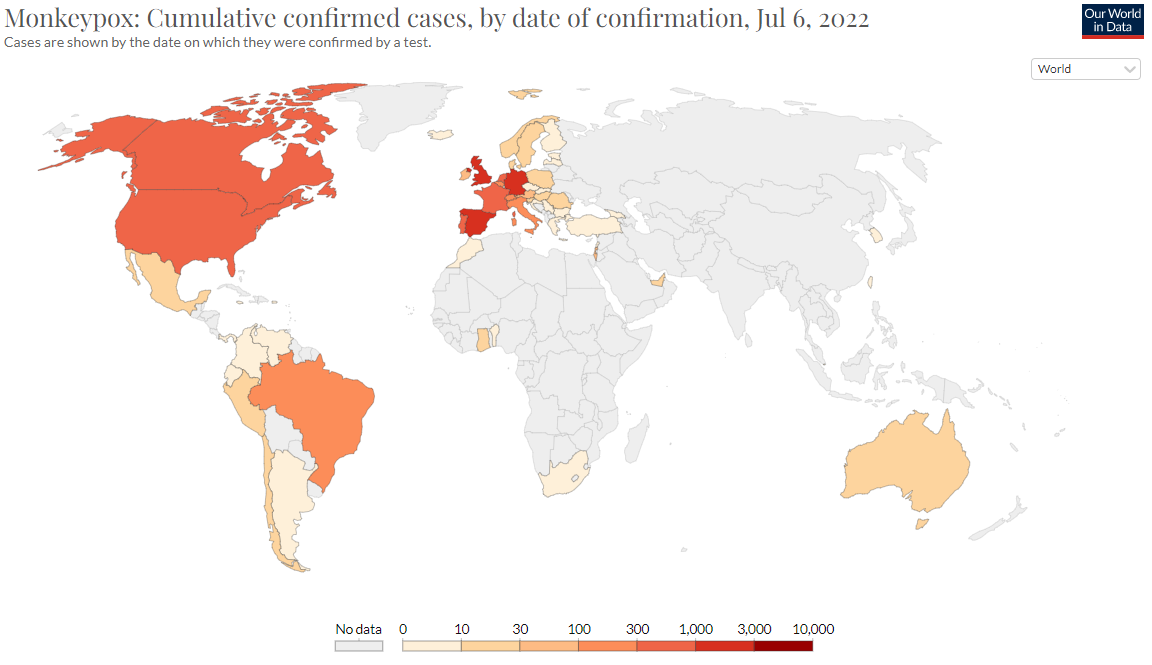 Monkeypox: Cumulative confirmed cases, by date of confirmation, Jul 6, 2022
Cases are shown by the date on which they were confirmed by a test.
Our World
in Data
World
No data
0
10
30
100
300
1,000
3,000
10,000